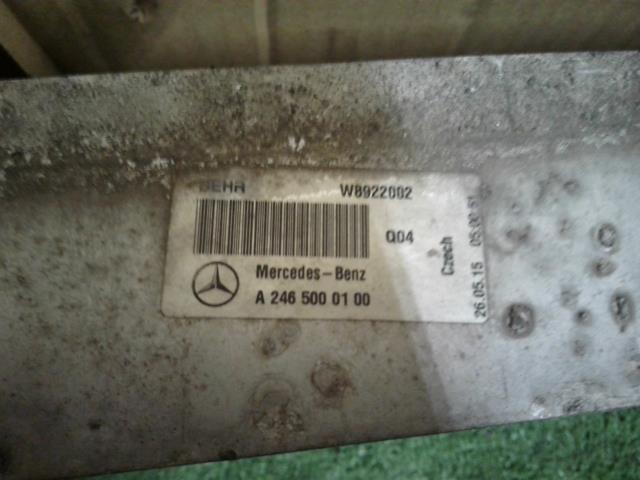 BEHR W8922002
Q04
Czech
Mercedes-Benz
A 246 500 01 00
26.05.15 05:00:51